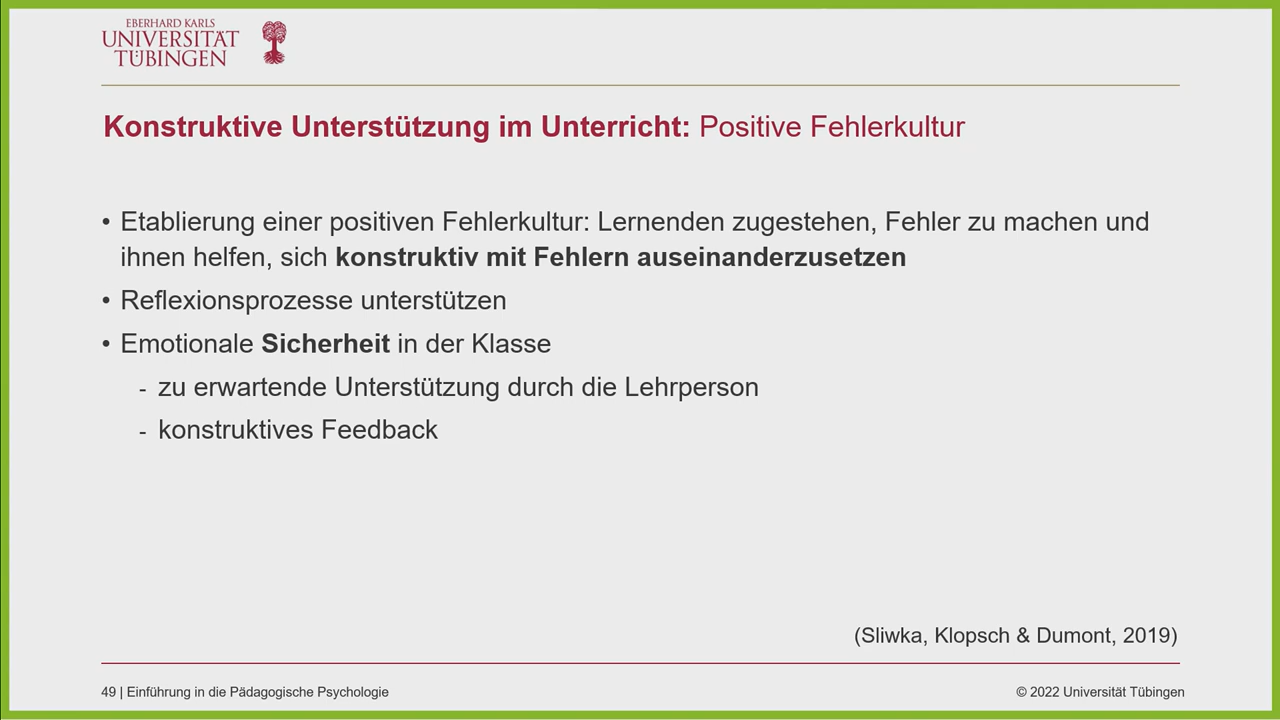 EBERHARD KARLS
UNIVERSITÄT
TÜBINGEN
Konstruktive Unterstützung im Unterricht: Positive Fehlerkultur
• Etablierung einer positiven Fehlerkultur: Lernenden zugestehen, Fehler zu machen und
ihnen helfen, sich konstruktiv mit Fehlern auseinanderzusetzen
• Reflexionsprozesse unterstützen
• Emotionale Sicherheit in der Klasse
- zu erwartende Unterstützung durch die Lehrperson
- konstruktives Feedback
(Sliwka, Klopsch & Dumont, 2019)
49 | Einführung in die Pädagogische Psychologie
© 2022 Universität Tübingen